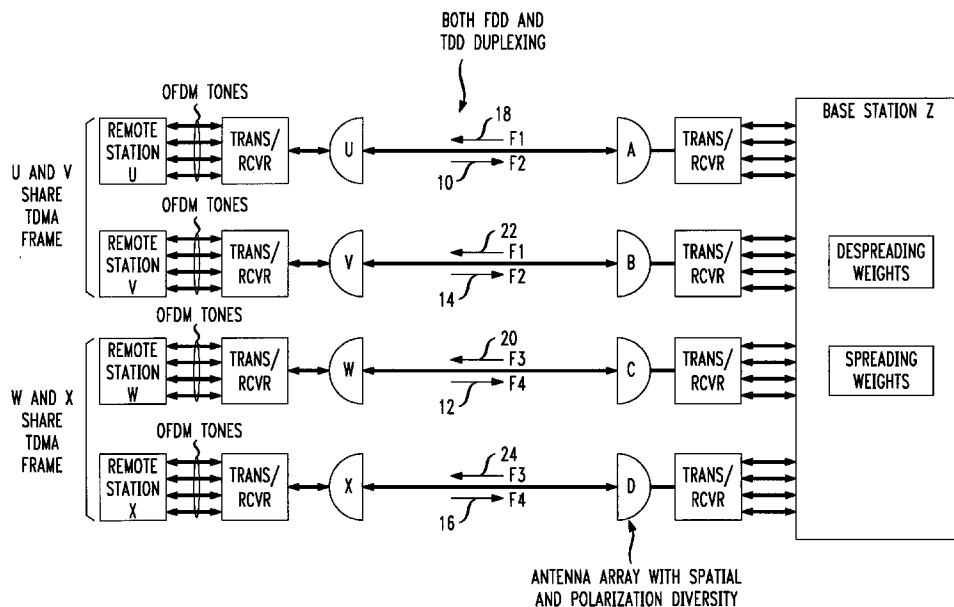 BOTH FDD AND
TDD DUPLEXING
OFDM TONES
REMOTE
STATION
U
TRANS/
RCVR
U
18
F1
F2
10
A
TRANS/
RCVR
BASE STATION Z
U AND V
SHARE
TDMA
FRAME
OFDM TONES
REMOTE
STATION
V
TRANS/
RCVR
V
22
F1
F2
14
B
TRANS/
RCVR
DESPREADING
WEIGHTS
OFDM TONES
REMOTE
STATION
W
TRANS/
RCVR
W
20
F3
F4
12
C
TRANS/
RCVR
SPREADING
WEIGHTS
W AND X
SHARE
TDMA
FRAME
OFDM TONES
REMOTE
STATION
X
TRANS/
RCVR
X
24
F3
F4
16
D
TRANS/
RCVR
ANTENNA ARRAY WITH SPATIAL
AND POLARIZATION DIVERSITY